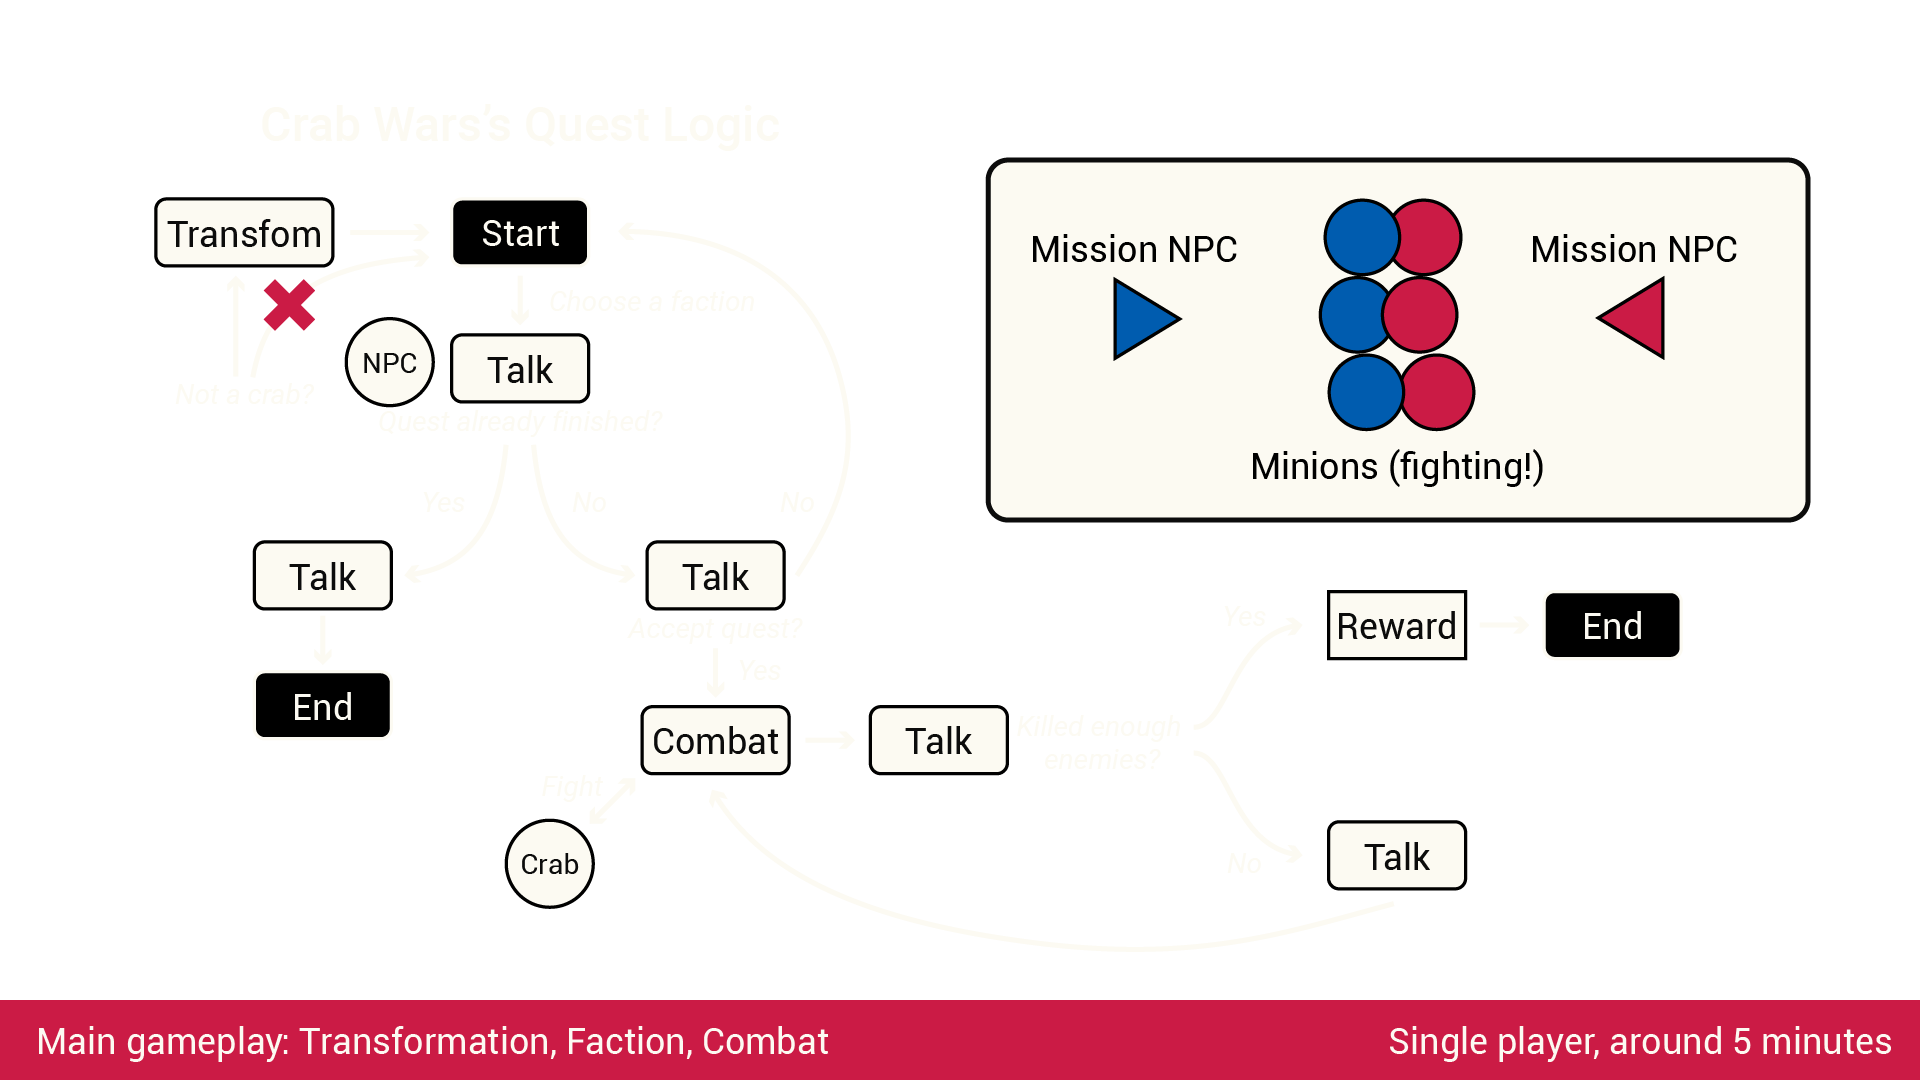 Crab Wars's Quest Logic
Transfom
Start
Choose a faction
NPC
Talk
Not a crab?
Quest already finished?
Yes
No
No
Talk
Talk
Accept quest?
Yes
End
Combat
Talk
Killed enough
enemies?
Fight
Crab
Mission NPC
Mission NPC
Minions (fighting!)
Yes
Reward
End
No
Talk
Main gameplay: Transformation, Faction, Combat
Single player, around 5 minutes